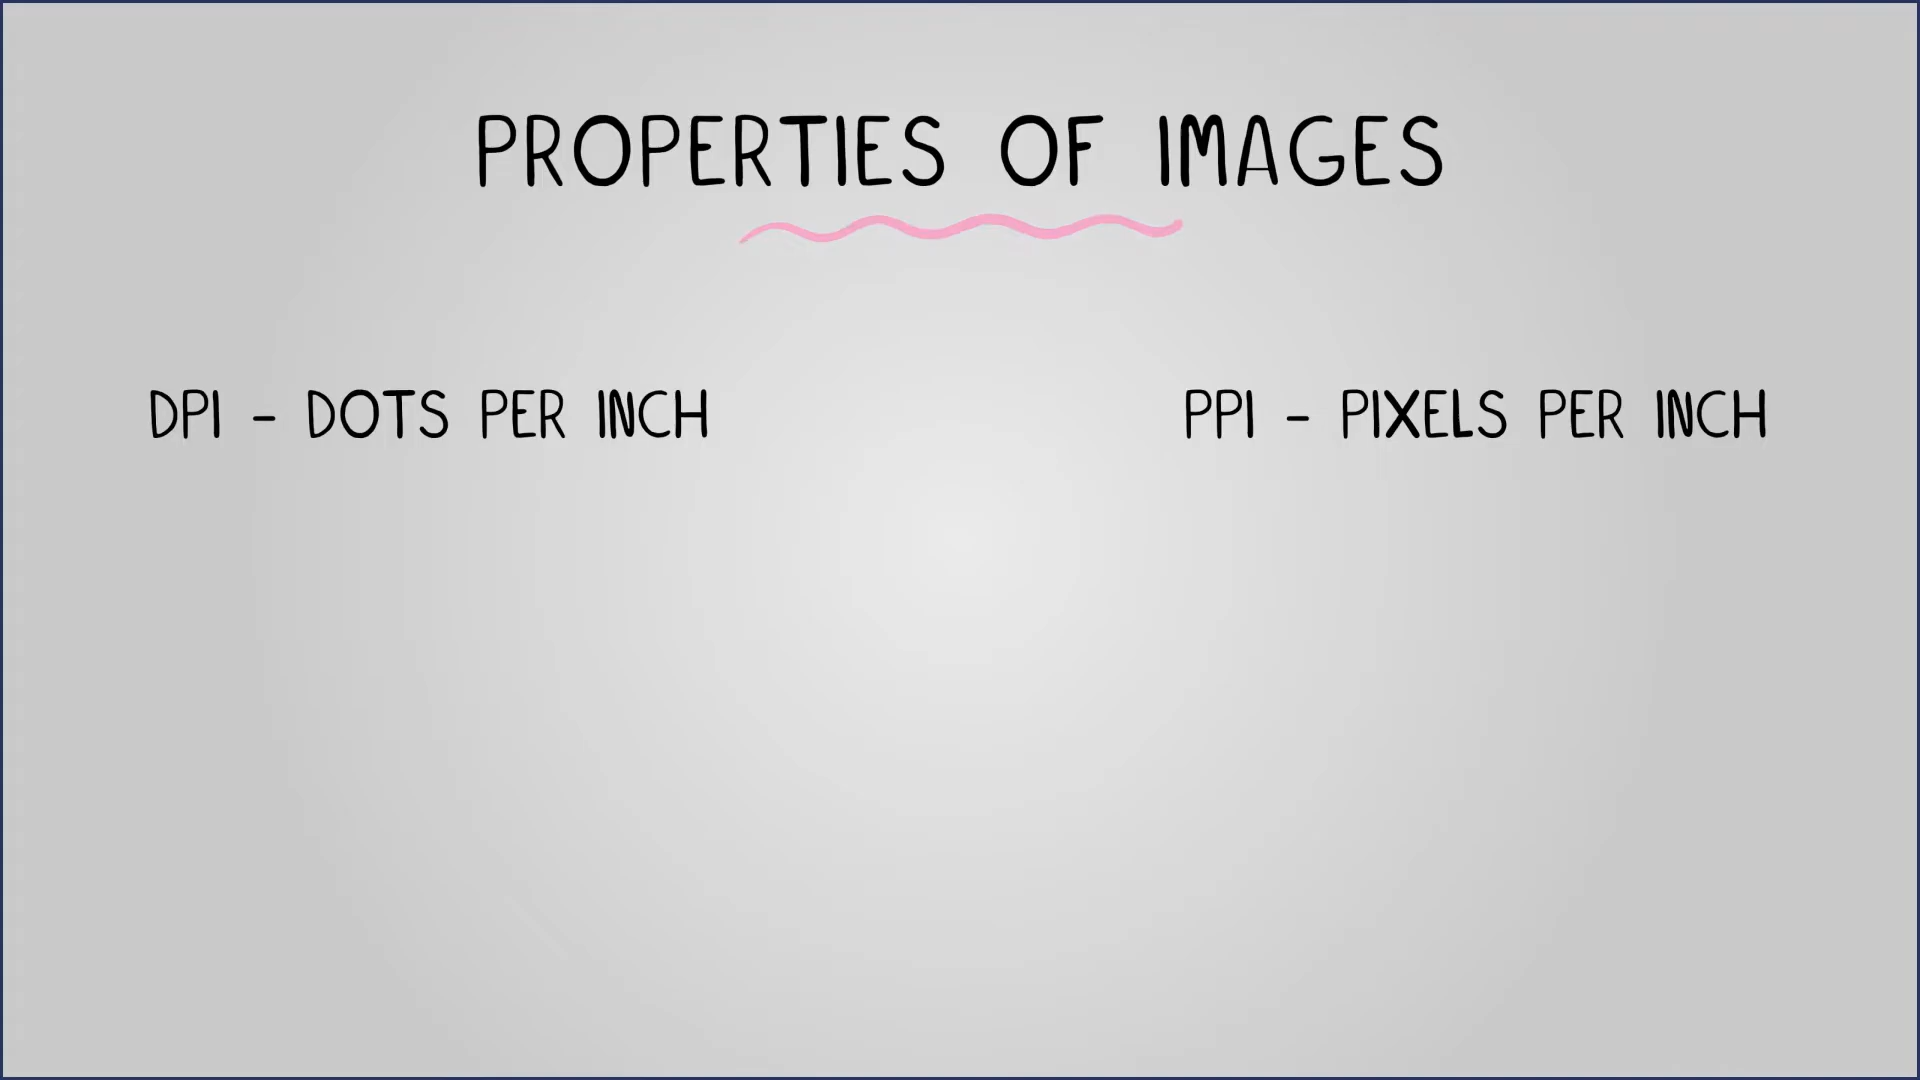 PROPERTIES OF IMAGES
DPI - DOTS PER INCH
PPI - PIXELS PER INCH